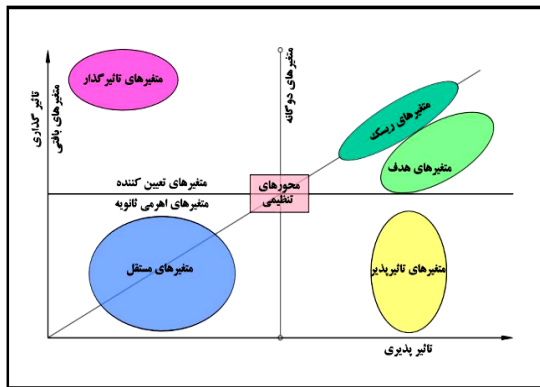 متغیرهای تاثیرگذار
متغیرهای دوگانه
تاثیر گذاری
متغیرهای بافتی
متغیرهای ریسک
متغیرهای هدف
متغیرهای تعیین کننده
متغیرهای اهرمی ثانویه
محورهای
تنظیمی
متغیرهای مستقل
متغیرهای تاثیرپذیر
تاثیر پذیری